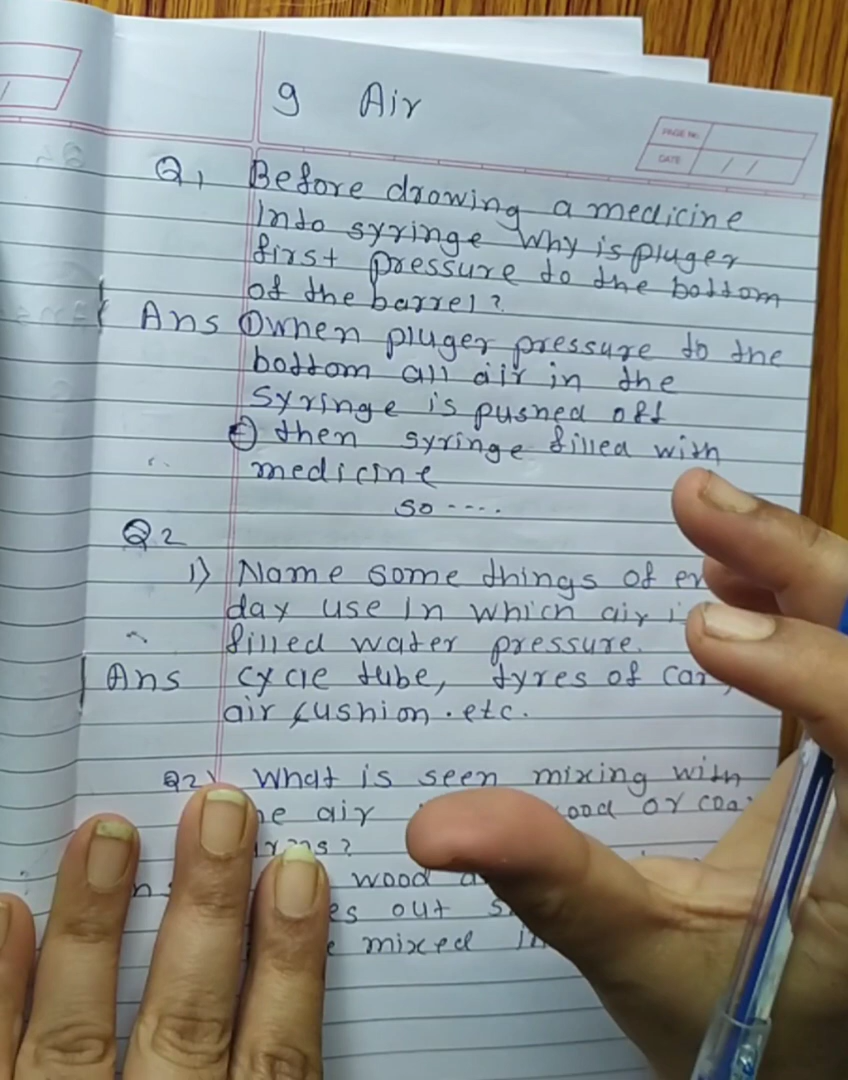 9 Air
PAGE NO.
DATE / /
Q1 Before drowing a medicine
into syringe why is pluger
first pressure to the bottom
of the barrel?
Ans ① when pluger pressure to the
bottom all air in the
syringe is pushed off
② then syringe filled with
medicine
so ----.
Q2
1) Name some things of
day use in which air
filled water pressure.
Ans cycle tube, tyres of car,
air cushion.etc.
Q2) What is seen mixing with
air or
wood
out
mixed